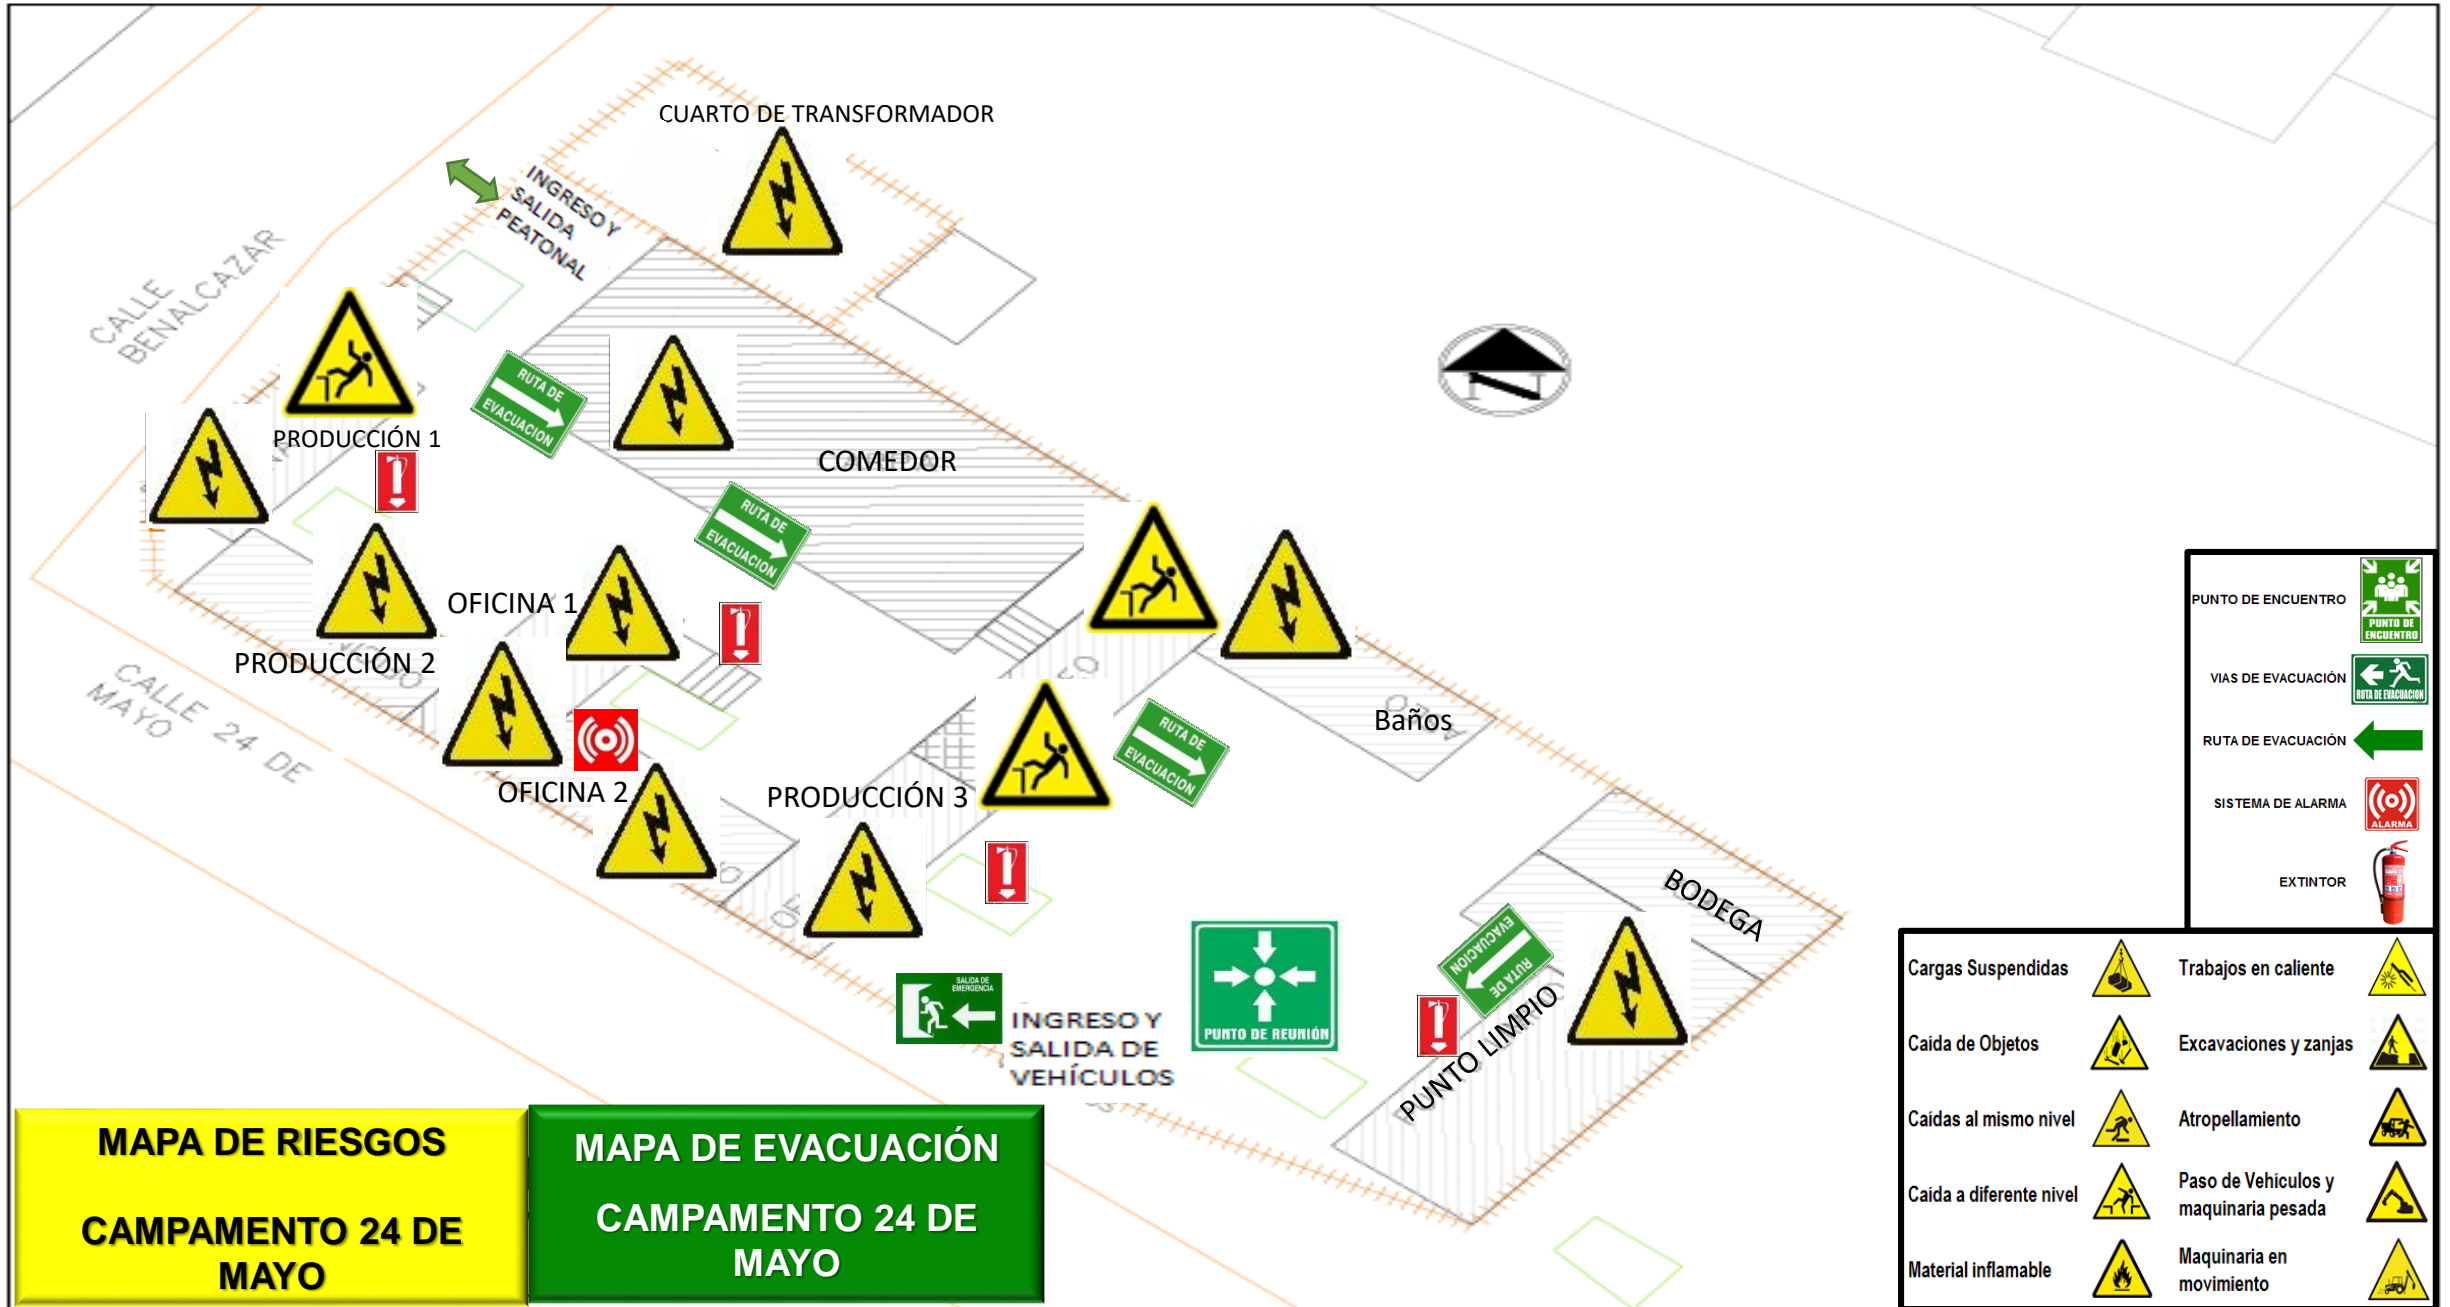 CUARTO DE TRANSFORMADOR
INGRESO Y
SALIDA
PEATONAL
CALLE
BENALCAZAR
PRODUCCIÓN 1
RUTA DE
EVACUACION
COMEDOR
RUTA DE
EVACUACION
OFICINA 1
PRODUCCIÓN 2
CALLE 24 DE
MAYO
OFICINA 2
PRODUCCIÓN 3
RUTA DE
EVACUACION
Baños
BODEGA
RUTA DE
EVACUACION
PUNTO LIMPIO
SALIDA DE
EMERGENCIA
INGRESO Y
SALIDA DE
VEHÍCULOS
PUNTO DE REUNIÓN
N
PUNTO DE ENCUENTRO
PUNTO DE
ENCUENTRO
VIAS DE EVACUACIÓN
RUTA DE EVACUACION
RUTA DE EVACUACIÓN
SISTEMA DE ALARMA
ALARMA
EXTINTOR
Cargas Suspendidas
Trabajos en caliente
Caida de Objetos
Excavaciones y zanjas
Caídas al mismo nivel
Atropellamiento
Caída a diferente nivel
Paso de Vehículos y
maquinaria pesada
Material inflamable
Maquinaria en
movimiento
MAPA DE RIESGOS
CAMPAMENTO 24 DE
MAYO
MAPA DE EVACUACIÓN
CAMPAMENTO 24 DE
MAYO